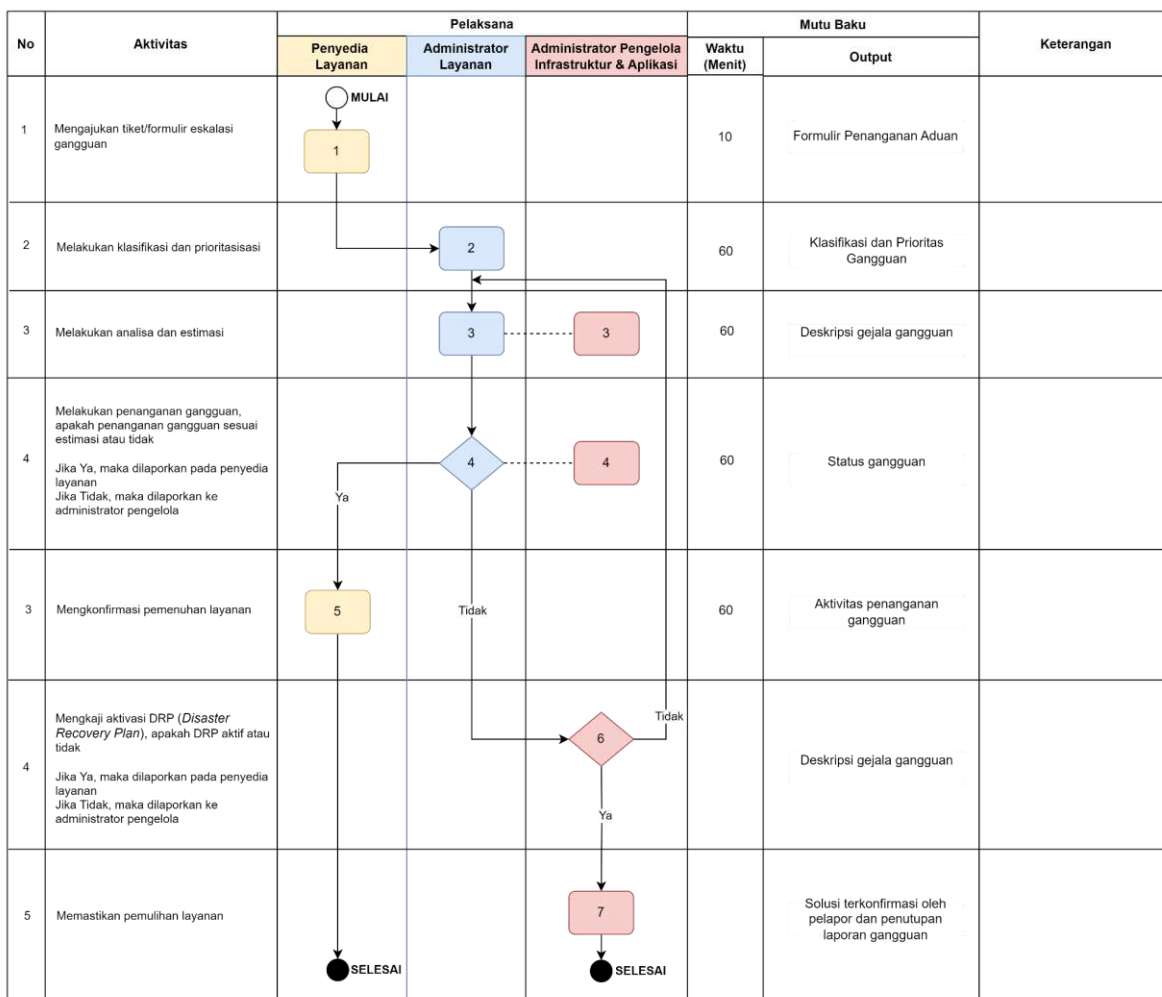 No
Aktivitas
Pelaksana
Mutu Baku
Keterangan
Penyedia
Layanan
Administrator
Layanan
Administrator Pengelola
Infrastruktur & Aplikasi
Waktu
(Menit)
Output
MULAI
1
Mengajukan tiket/formulir eskalasi
gangguan
1
10
Formulir Penanganan Aduan
2
Melakukan klasifikasi dan prioritasisasi
2
60
Klasifikasi dan Prioritas
Gangguan
3
Melakukan analisa dan estimasi
3
3
60
Deskripsi gejala gangguan
4
Melakukan penanganan gangguan,
apakah penanganan gangguan sesuai
estimasi atau tidak
Jika Ya, maka dilaporkan pada penyedia
layanan
Jika Tidak, maka dilaporkan ke
administrator pengelola
4
4
Ya
60
Status gangguan
3
Mengkonfirmasi pemenuhan layanan
5
Tidak
60
Aktivitas penanganan
gangguan
4
Mengkaji aktivasi DRP (Disaster
Recovery Plan), apakah DRP aktif atau
tidak
Jika Ya, maka dilaporkan pada penyedia
layanan
Jika Tidak, maka dilaporkan ke
administrator pengelola
6
Tidak
Ya
Deskripsi gejala gangguan
5
Memastikan pemulihan layanan
7
Solusi terkonfirmasi oleh
pelapor dan penutupan
laporan gangguan
SELESAI
SELESAI